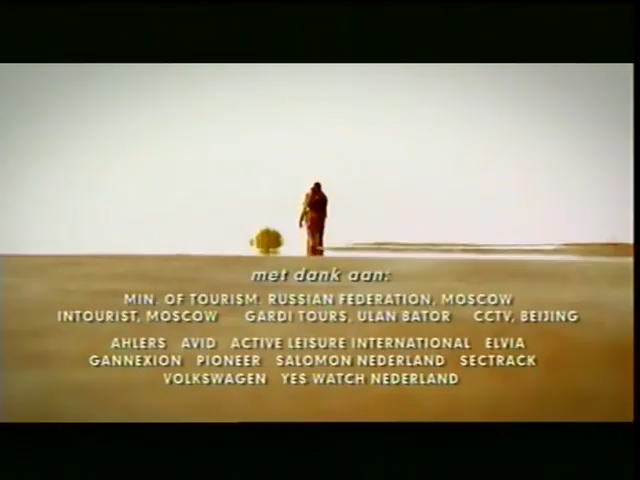 met dank aan:
MIN. OF TOURISM. RUSSIAN FEDERATION, MOSCOW
INTOURIST, MOSCOW GARDI TOURS, ULAN BATOR CCTV, BEIJING
AHLERS AVID ACTIVE LEISURE INTERNATIONAL ELVIA
GANNEXION PIONEER SALOMON NEDERLAND SECTRACK
VOLKSWAGEN YES WATCH NEDERLAND